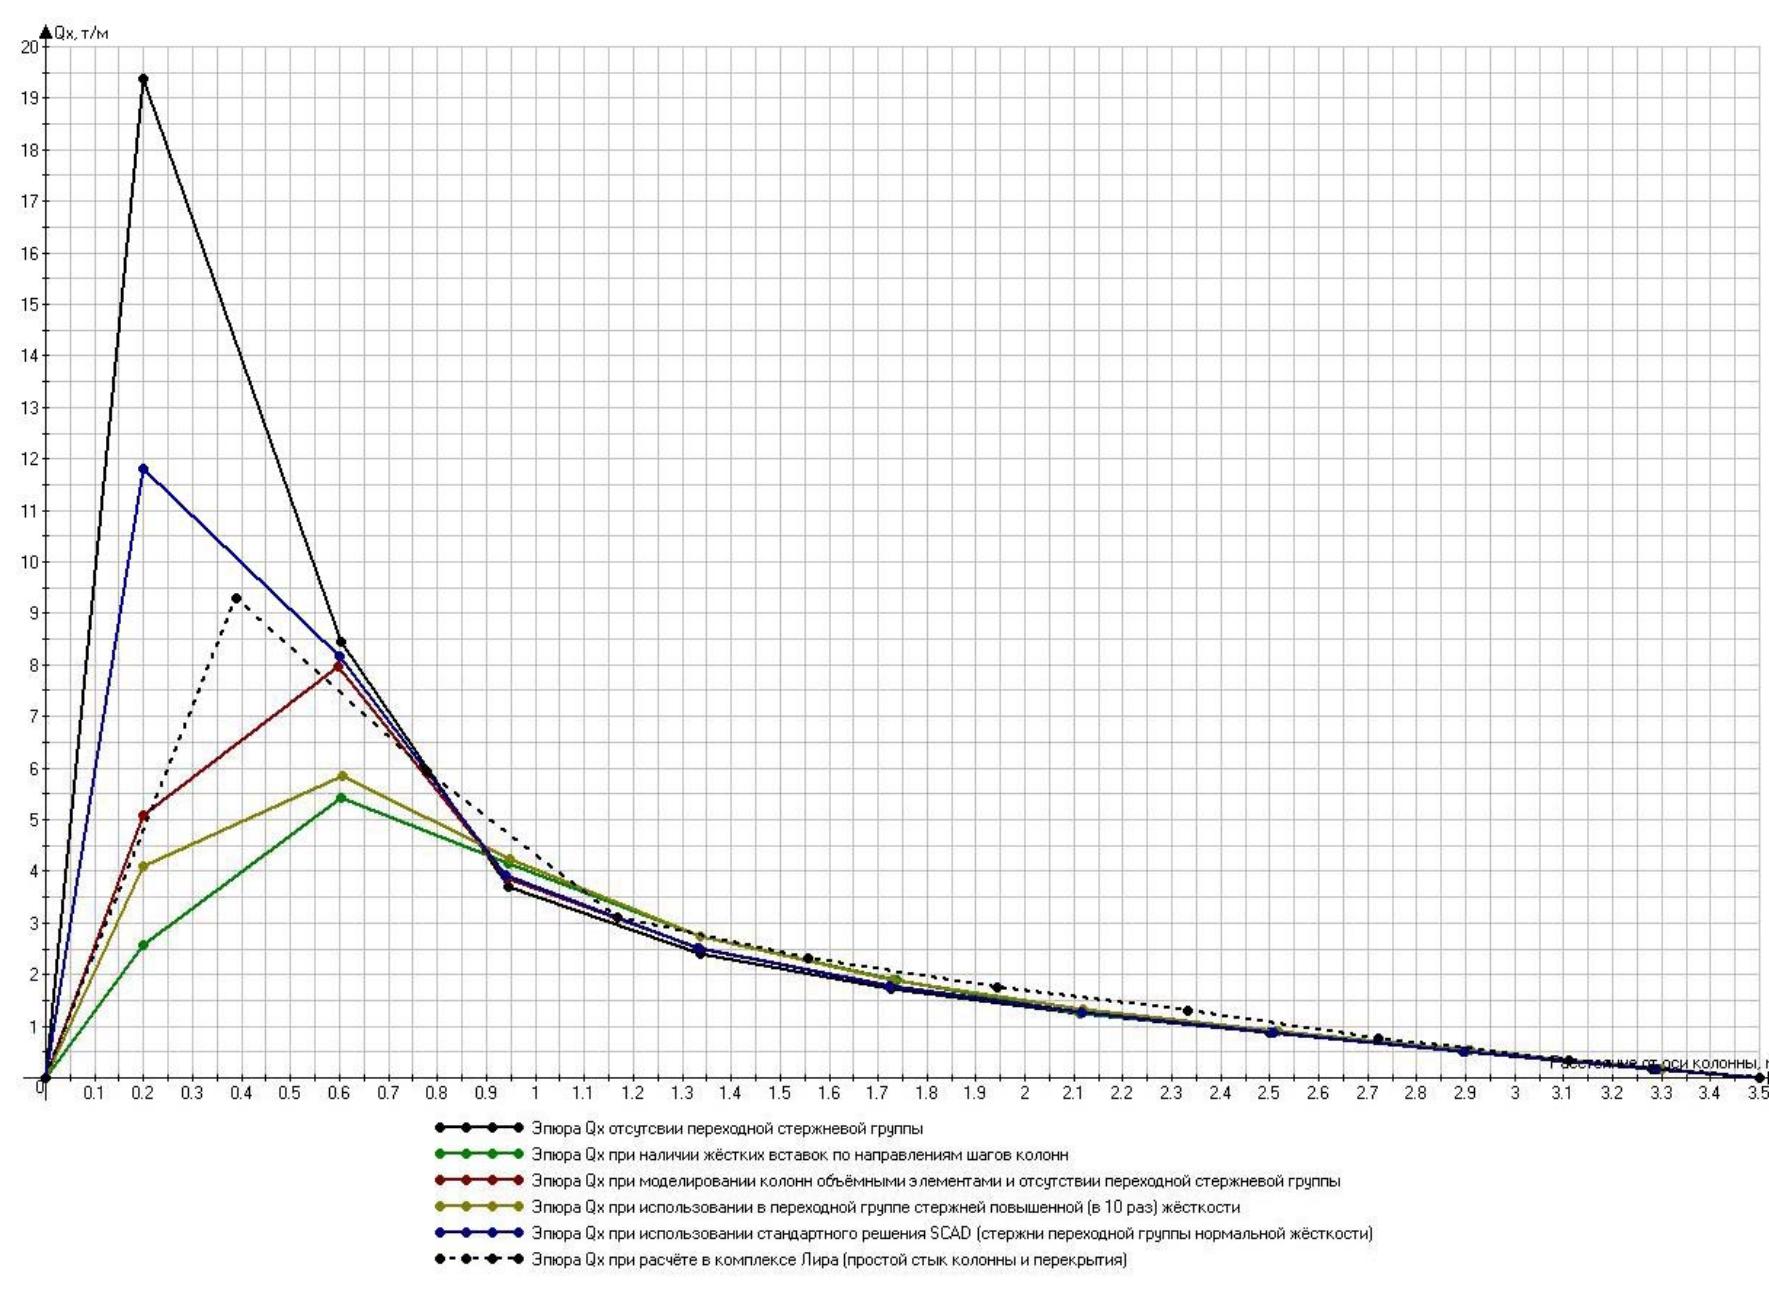 Qx, т/м
20
19
18
17
16
15
14
13
12
11
10
9
8
7
6
5
4
3
2
1
Расстояние от оси колонны, м
0 0.1 0.2 0.3 0.4 0.5 0.6 0.7 0.8 0.9 1 1.1 1.2 1.3 1.4 1.5 1.6 1.7 1.8 1.9 2 2.1 2.2 2.3 2.4 2.5 2.6 2.7 2.8 2.9 3 3.1 3.2 3.3 3.4 3.5
Эпюра Qx отсутсвии переходной стержневой группы
Эпюра Qx при наличии жёстких вставок по направлениям шагов колонн
Эпюра Qx при моделировании колонн объёмными элементами и отсутствии переходной стержневой группы
Эпюра Qx при использовании в переходной группе стержней повышенной (в 10 раз) жёсткости
Эпюра Qx при использовании стандартного решения SCAD (стержни переходной группы нормальной жёсткости)
Эпюра Qx при расчёте в комплексе Лира (простой стык колонны и перекрытия)